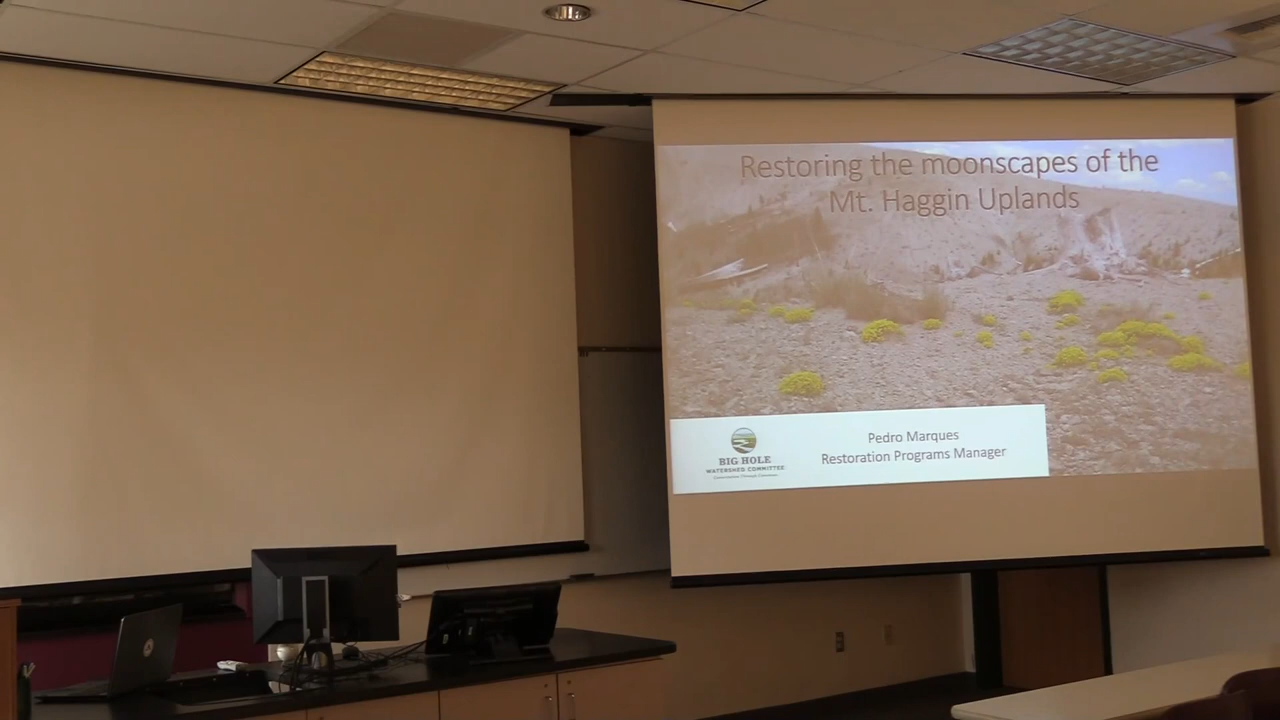 Restoring the moonscapes of the
Mt. Haggin Uplands
BIG HOLE
WATERSHED COMMITTEE
Pedro Marques
Restoration Programs Manager